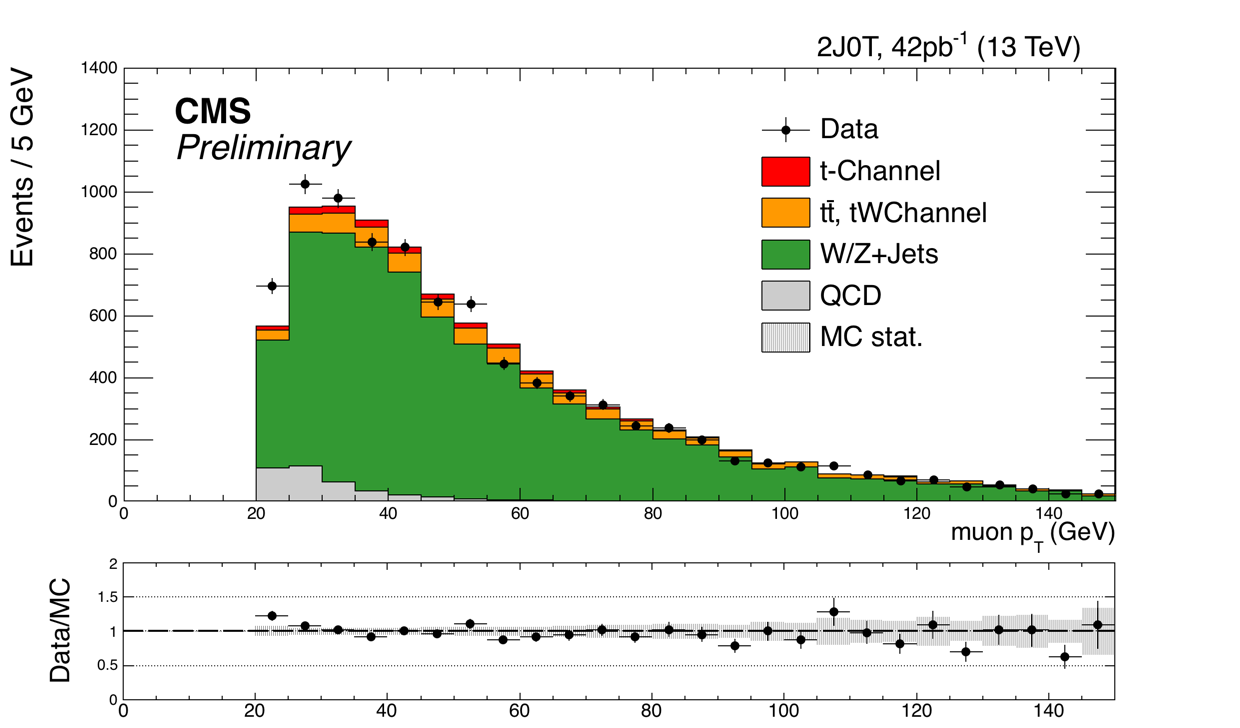 2J0T, 42pb-1 (13 TeV)
Events / 5 GeV
1400
1200
1000
800
600
400
200
0
CMS
Preliminary
Data
t-Channel
tt̄, tWChannel
W/Z+Jets
QCD
MC stat.
0 20 40 60 80 100 120 140
muon pT (GeV)
Data/MC
2
1.5
1
0.5
0
0 20 40 60 80 100 120 140